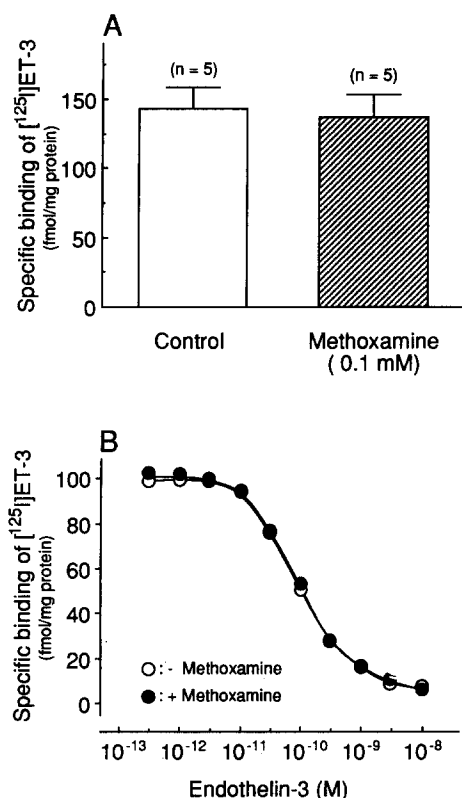 A
Specific binding of [¹²⁵I]ET-3
(fmol/mg protein)
150
100
50
0
(n = 5)
(n = 5)
Control
Methoxamine
( 0.1 mM)
B
Specific binding of [¹²⁵I]ET-3
(fmol/mg protein)
100
80
60
40
20
0
○ : - Methoxamine
● : + Methoxamine
10⁻¹³ 10⁻¹² 10⁻¹¹ 10⁻¹⁰ 10⁻⁹ 10⁻⁸
Endothelin-3 (M)